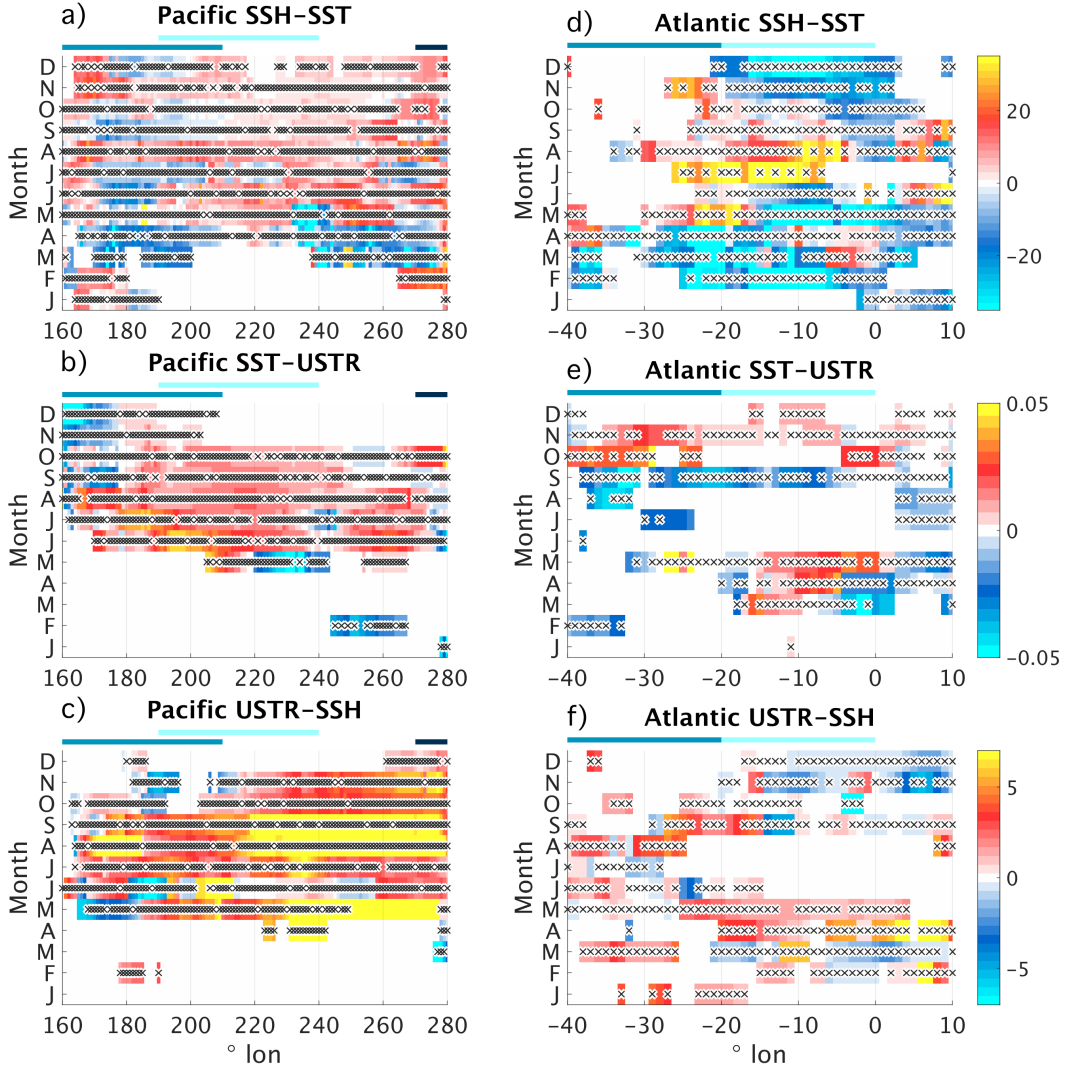 a)
Pacific SSH-SST
D
N
O
S
A
J
J
M
A
M
F
J
Month
160 180 200 220 240 260 280
d)
Atlantic SSH-SST
D
N
O
S
A
J
J
M
A
M
F
J
Month
-40 -30 -20 -10 0 10
20
0
-20
b)
Pacific SST-USTR
D
N
O
S
A
J
J
M
A
M
F
J
Month
160 180 200 220 240 260 280
e)
Atlantic SST-USTR
D
N
O
S
A
J
J
M
A
M
F
J
Month
-40 -30 -20 -10 0 10
0.05
0
-0.05
c)
Pacific USTR-SSH
D
N
O
S
A
J
J
M
A
M
F
J
Month
160 180 200 220 240 260 280
° lon
f)
Atlantic USTR-SSH
D
N
O
S
A
J
J
M
A
M
F
J
Month
-40 -30 -20 -10 0 10
° lon
5
0
-5